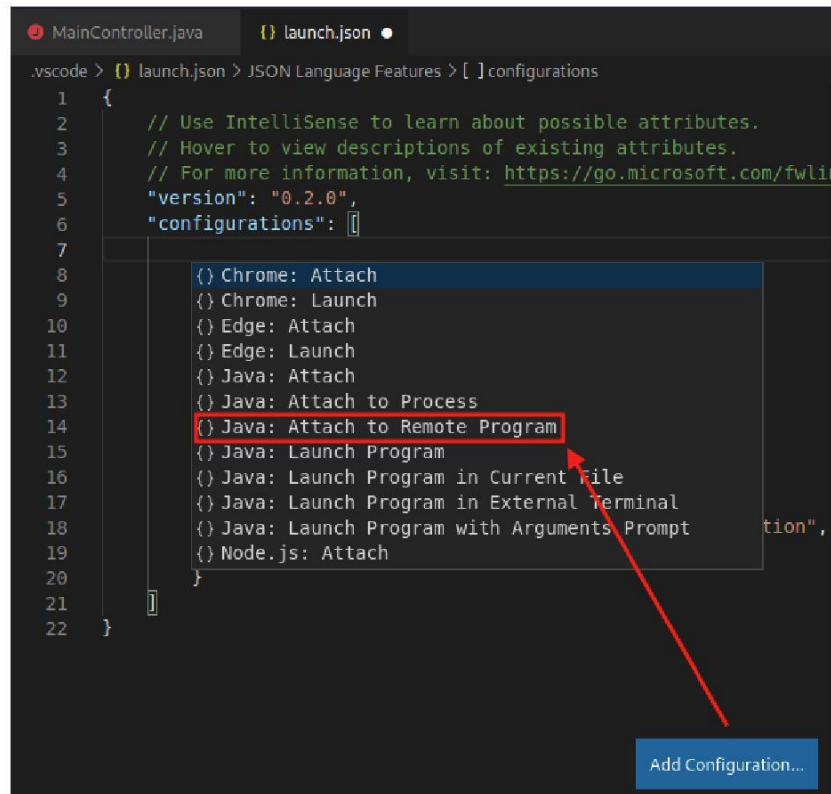 MainController.java {} launch.json ●
.vscode > {} launch.json > JSON Language Features > [ ] configurations
1 {
2 // Use IntelliSense to learn about possible attributes.
3 // Hover to view descriptions of existing attributes.
4 // For more information, visit: https://go.microsoft.com/fwli
5 "version": "0.2.0",
6 "configurations": [
7
8 {} Chrome: Attach
9 {} Chrome: Launch
10 {} Edge: Attach
11 {} Edge: Launch
12 {} Java: Attach
13 {} Java: Attach to Process
14 {} Java: Attach to Remote Program
15 {} Java: Launch Program
16 {} Java: Launch Program in Current File
17 {} Java: Launch Program in External Terminal
18 {} Java: Launch Program with Arguments Prompt tion",
19 {} Node.js: Attach
20 }
21 ]
22 }
Add Configuration...